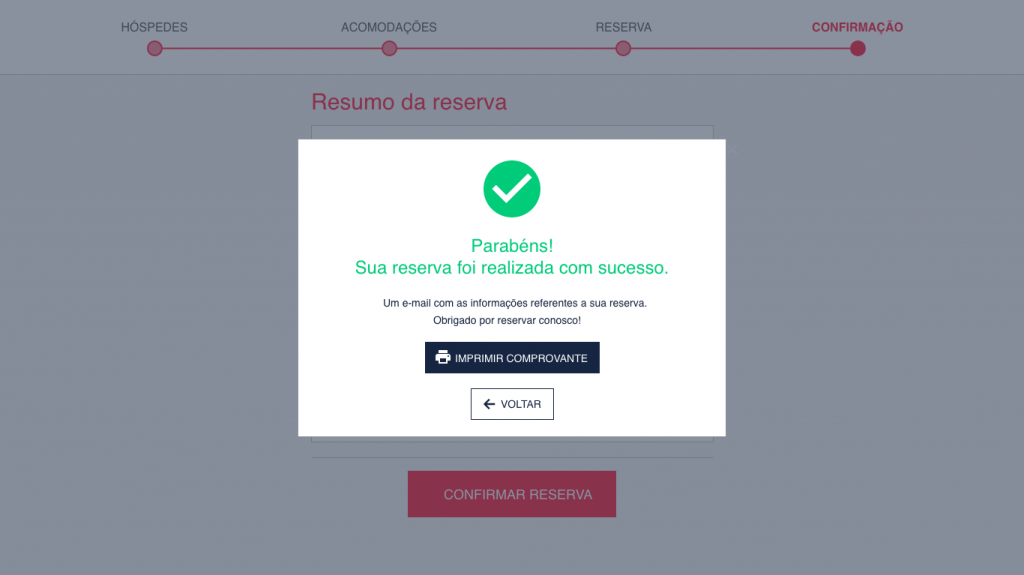 HÓSPEDES
ACOMODAÇÕES
RESERVA
CONFIRMAÇÃO
Resumo da reserva
Parabéns!
Sua reserva foi realizada com sucesso.
Um e-mail com as informações referentes a sua reserva.
Obrigado por reservar conosco!
IMPRIMIR COMPROVANTE
VOLTAR
CONFIRMAR RESERVA